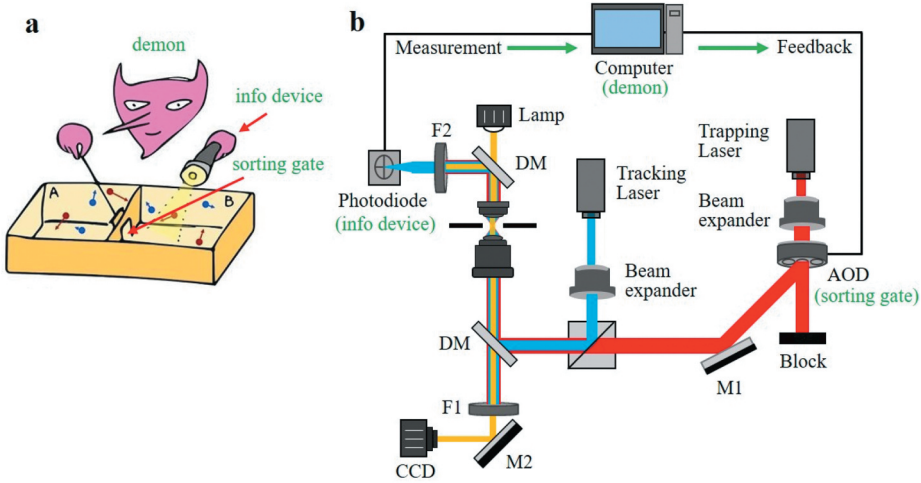 a
demon
info device
sorting gate
A
B
b
Measurement
Feedback
Computer
(demon)
Lamp
F2
DM
Photodiode
(info device)
Tracking
Laser
Trapping
Laser
Beam
expander
Beam
expander
AOD
(sorting gate)
DM
Block
M1
F1
M2
CCD